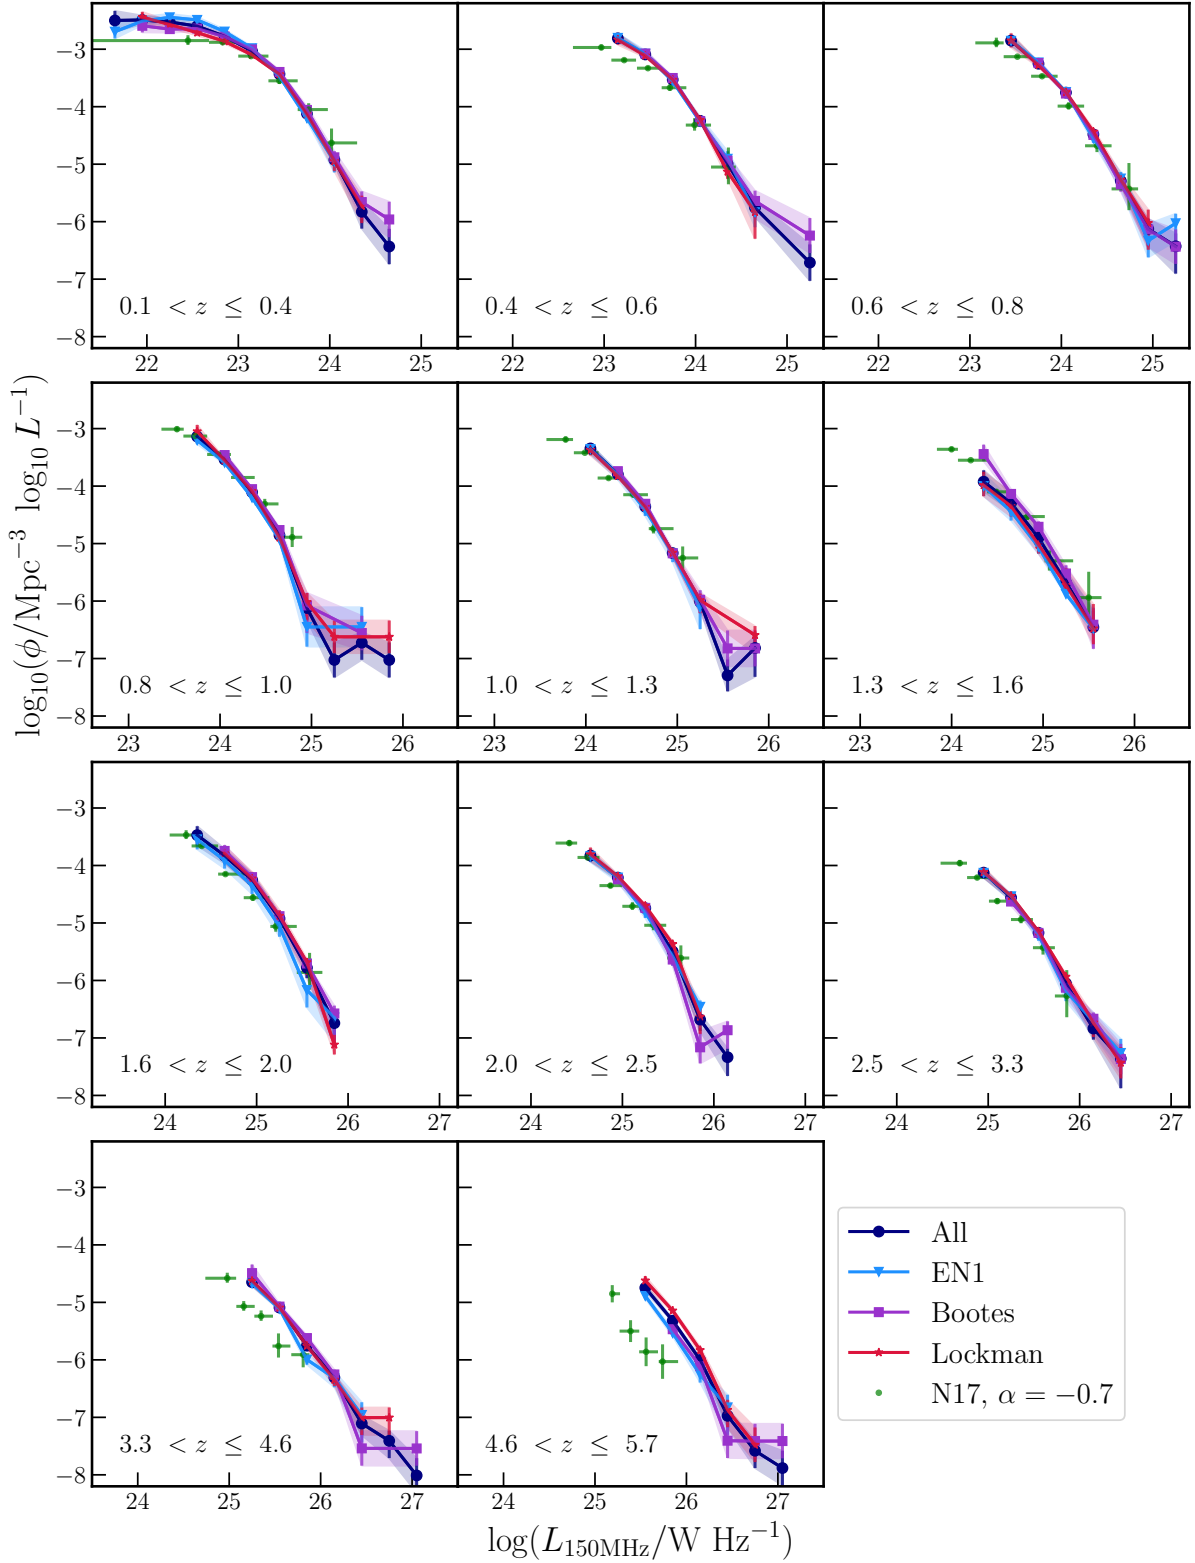 −3
−4
−5
−6
−7
−8
0.1 < z ≤ 0.4
0.4 < z ≤ 0.6
0.6 < z ≤ 0.8
22 23 24 25
22 23 24 25
22 23 24 25
−3
−4
−5
−6
−7
−8
0.8 < z ≤ 1.0
1.0 < z ≤ 1.3
1.3 < z ≤ 1.6
23 24 25 26
23 24 25 26
23 24 25 26
log₁₀(ϕ/Mpc⁻³ log₁₀ L⁻¹)
−3
−4
−5
−6
−7
−8
1.6 < z ≤ 2.0
2.0 < z ≤ 2.5
2.5 < z ≤ 3.3
24 25 26 27
24 25 26 27
24 25 26 27
−3
−4
−5
−6
−7
−8
3.3 < z ≤ 4.6
4.6 < z ≤ 5.7
24 25 26 27
24 25 26 27
All
EN1
Bootes
Lockman
N17, α = −0.7
log(L₁₅₀MHz/W Hz⁻¹)